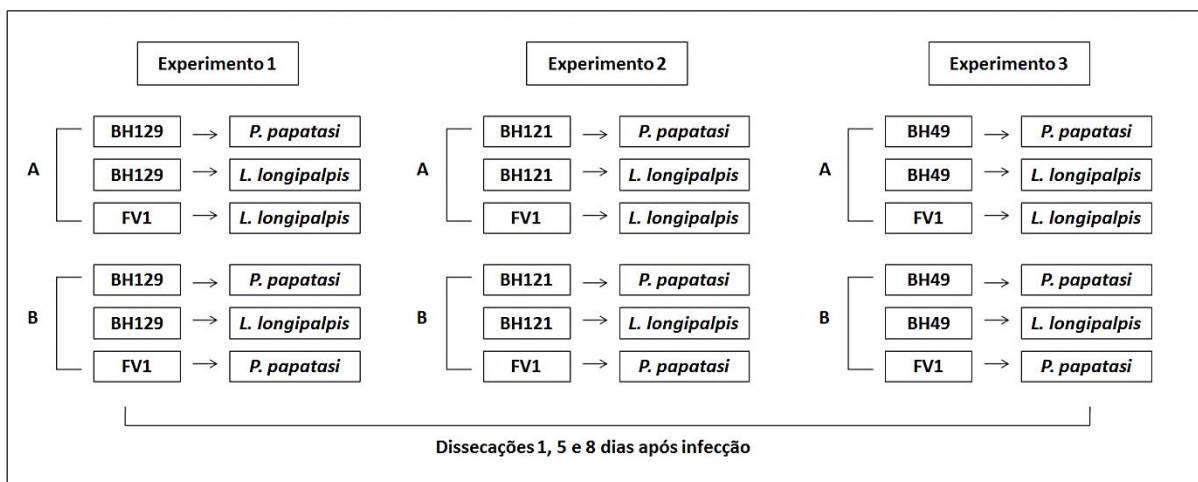 Experimento 1
BH129 → P. papatasi
A BH129 → L. longipalpis
FV1 → L. longipalpis
BH129 → P. papatasi
B BH129 → L. longipalpis
FV1 → P. papatasi
Experimento 2
BH121 → P. papatasi
A BH121 → L. longipalpis
FV1 → L. longipalpis
BH121 → P. papatasi
B BH121 → L. longipalpis
FV1 → P. papatasi
Experimento 3
BH49 → P. papatasi
A BH49 → L. longipalpis
FV1 → L. longipalpis
BH49 → P. papatasi
B BH49 → L. longipalpis
FV1 → P. papatasi
Dissecações 1, 5 e 8 dias após infecção